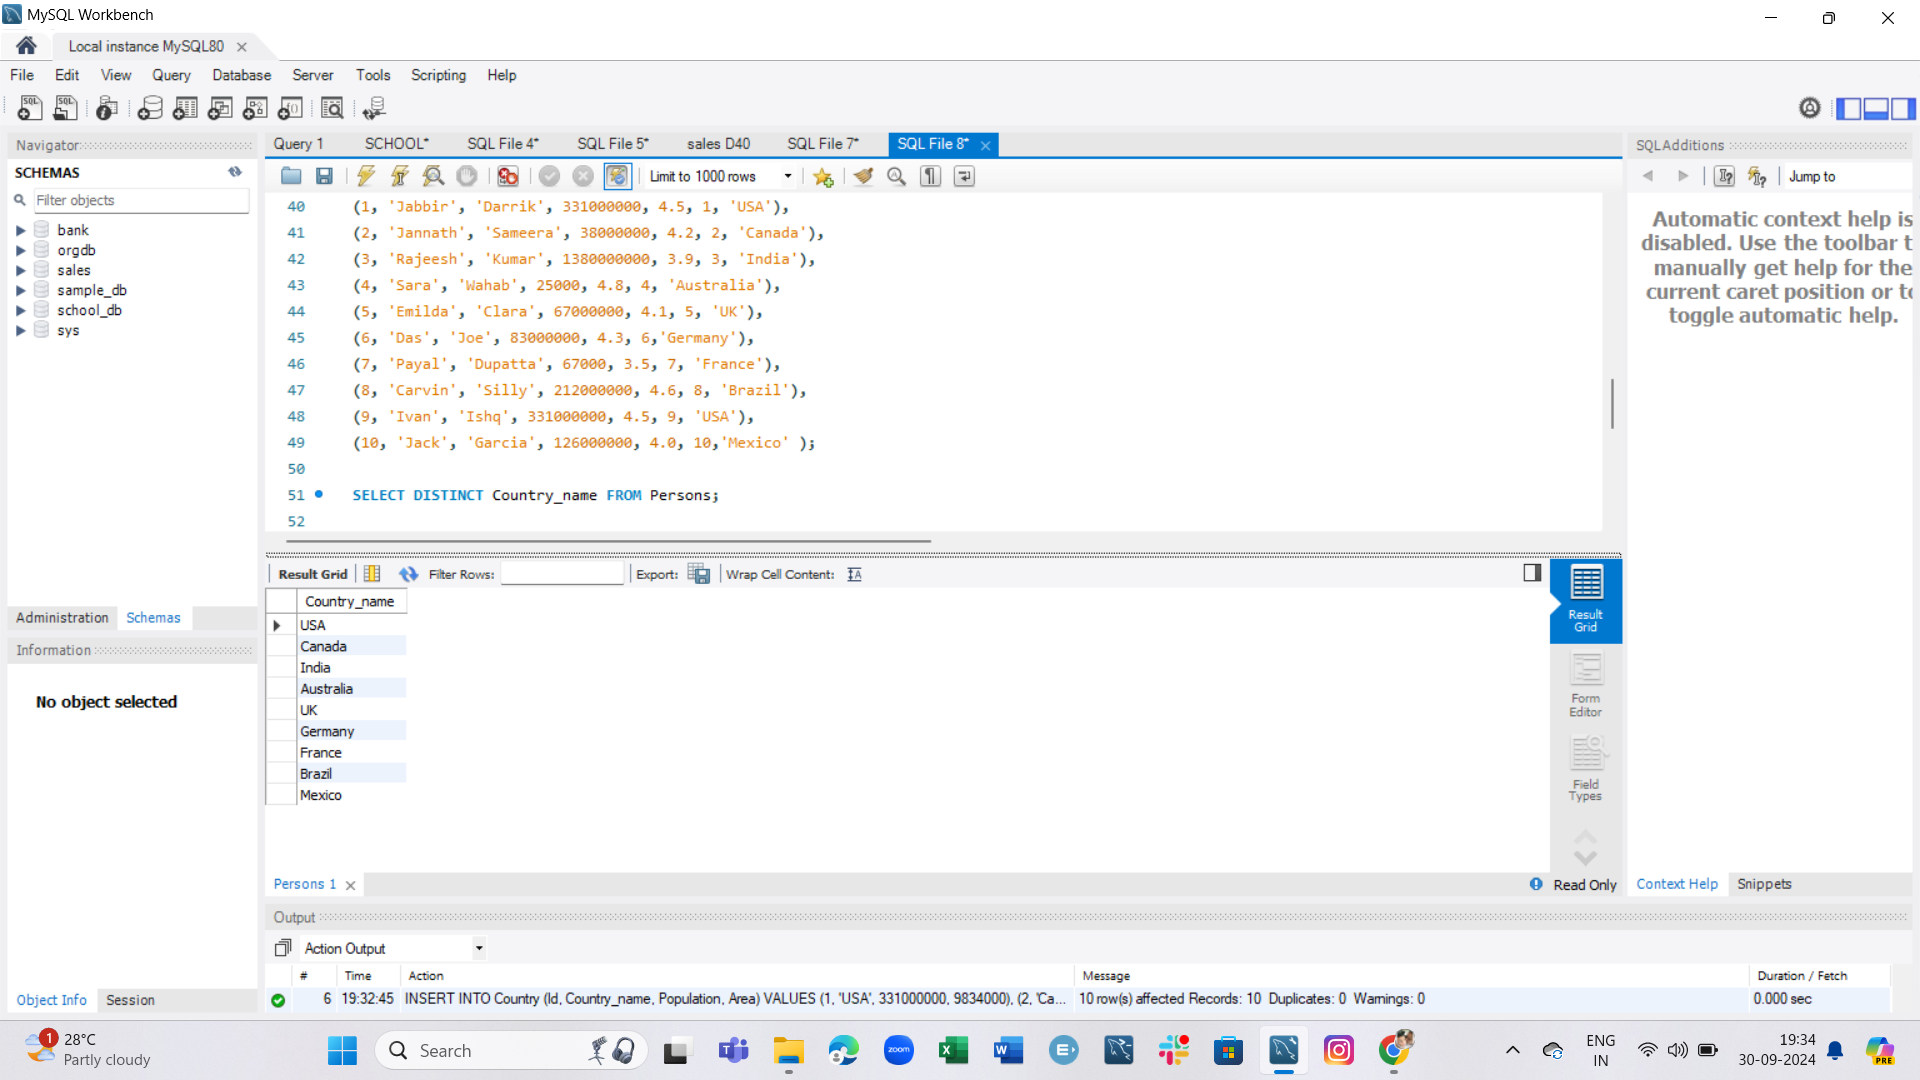 MySQL Workbench
Local instance MySQL80
File Edit View Query Database Server Tools Scripting Help
Navigator
SCHEMAS
Filter objects
bank
orgdb
sales
sample_db
school_db
sys
Administration Schemas
Information
No object selected
Object Info Session
Query 1 SCHOOL* SQL File 4* SQL File 5* sales D40 SQL File 7* SQL File 8*
Limit to 1000 rows
40 (1, 'Jabbir', 'Darrik', 331000000, 4.5, 1, 'USA'),
41 (2, 'Jannath', 'Sameera', 38000000, 4.2, 2, 'Canada'),
42 (3, 'Rajeesh', 'Kumar', 1380000000, 3.9, 3, 'India'),
43 (4, 'Sara', 'Wahab', 25000, 4.8, 4, 'Australia'),
44 (5, 'Emilda', 'Clara', 67000000, 4.1, 5, 'UK'),
45 (6, 'Das', 'Joe', 83000000, 4.3, 6,'Germany'),
46 (7, 'Payal', 'Dupatta', 67000, 3.5, 7, 'France'),
47 (8, 'Carvin', 'Silly', 212000000, 4.6, 8, 'Brazil'),
48 (9, 'Ivan', 'Ishq', 331000000, 4.5, 9, 'USA'),
49 (10, 'Jack', 'Garcia', 126000000, 4.0, 10,'Mexico' );
50
51 SELECT DISTINCT Country_name FROM Persons;
52
Result Grid Filter Rows: Export: Wrap Cell Content:
Country_name
USA
Canada
India
Australia
UK
Germany
France
Brazil
Mexico
Result
Grid
Form
Editor
Field
Types
Persons 1
Read Only
SQLAdditions
Jump to
Automatic context help is
disabled. Use the toolbar t
manually get help for the
current caret position or to
toggle automatic help.
Context Help Snippets
Output
Action Output
# Time Action Message Duration / Fetch
6 19:32:45 INSERT INTO Country (Id, Country_name, Population, Area) VALUES (1, 'USA', 331000000, 9834000), (2, 'Ca... 10 row(s) affected Records: 10 Duplicates: 0 Warnings: 0 0.000 sec
1
28°C
Partly cloudy
Search
zoom
ENG
IN
19:34
30-09-2024
PRE